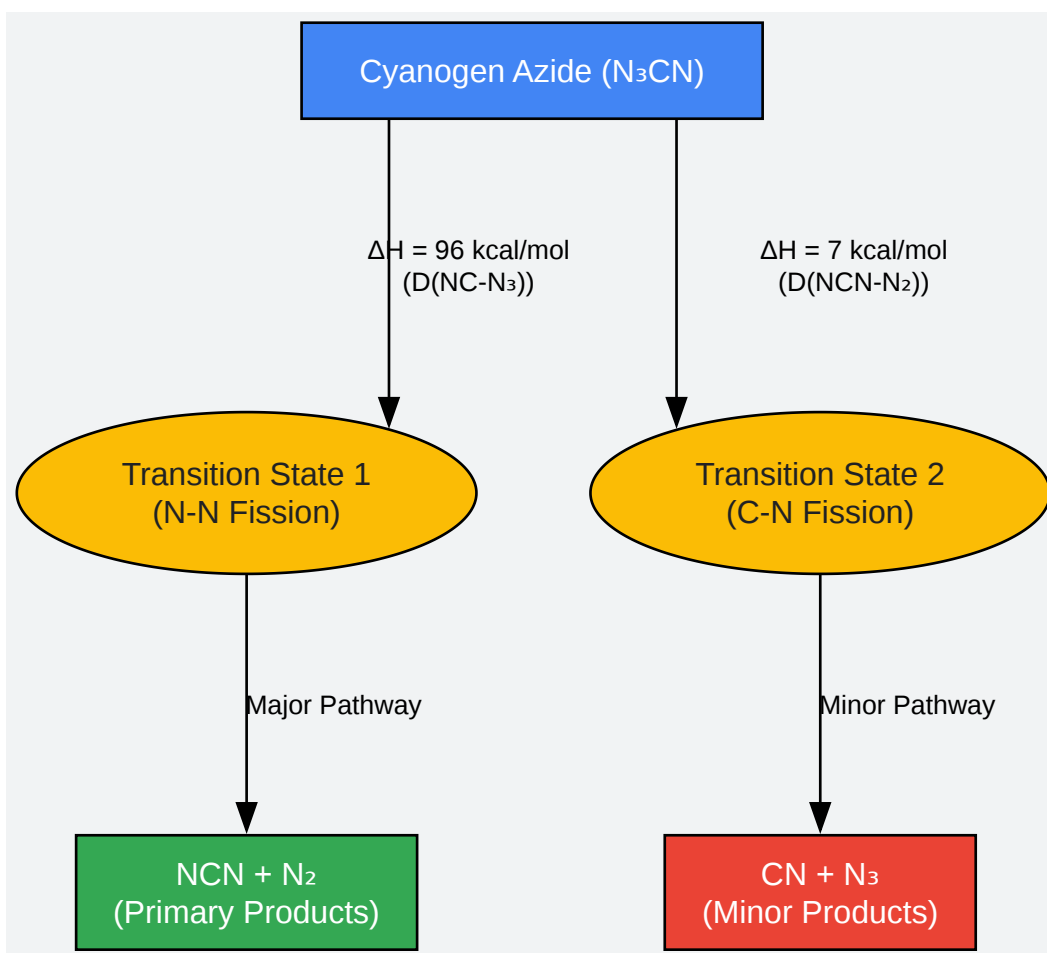 Cyanogen Azide (N₃CN)
ΔH = 96 kcal/mol
(D(NC-N₃))
ΔH = 7 kcal/mol
(D(NCN-N₂))
Transition State 1
(N-N Fission)
Transition State 2
(C-N Fission)
Major Pathway
Minor Pathway
NCN + N₂
(Primary Products)
CN + N₃
(Minor Products)